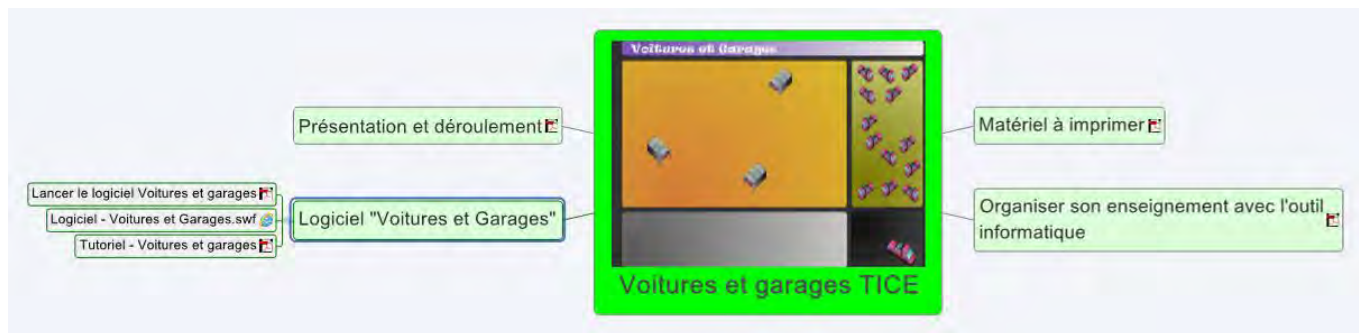 Voitures et Garages
Présentation et déroulement
Matériel à imprimer
Lancer le logiciel Voitures et garages
Logiciel - Voitures et Garages.swf
Tutoriel - Voitures et garages
Logiciel "Voitures et Garages"
Organiser son enseignement avec l'outil
informatique
Voitures et garages TICE